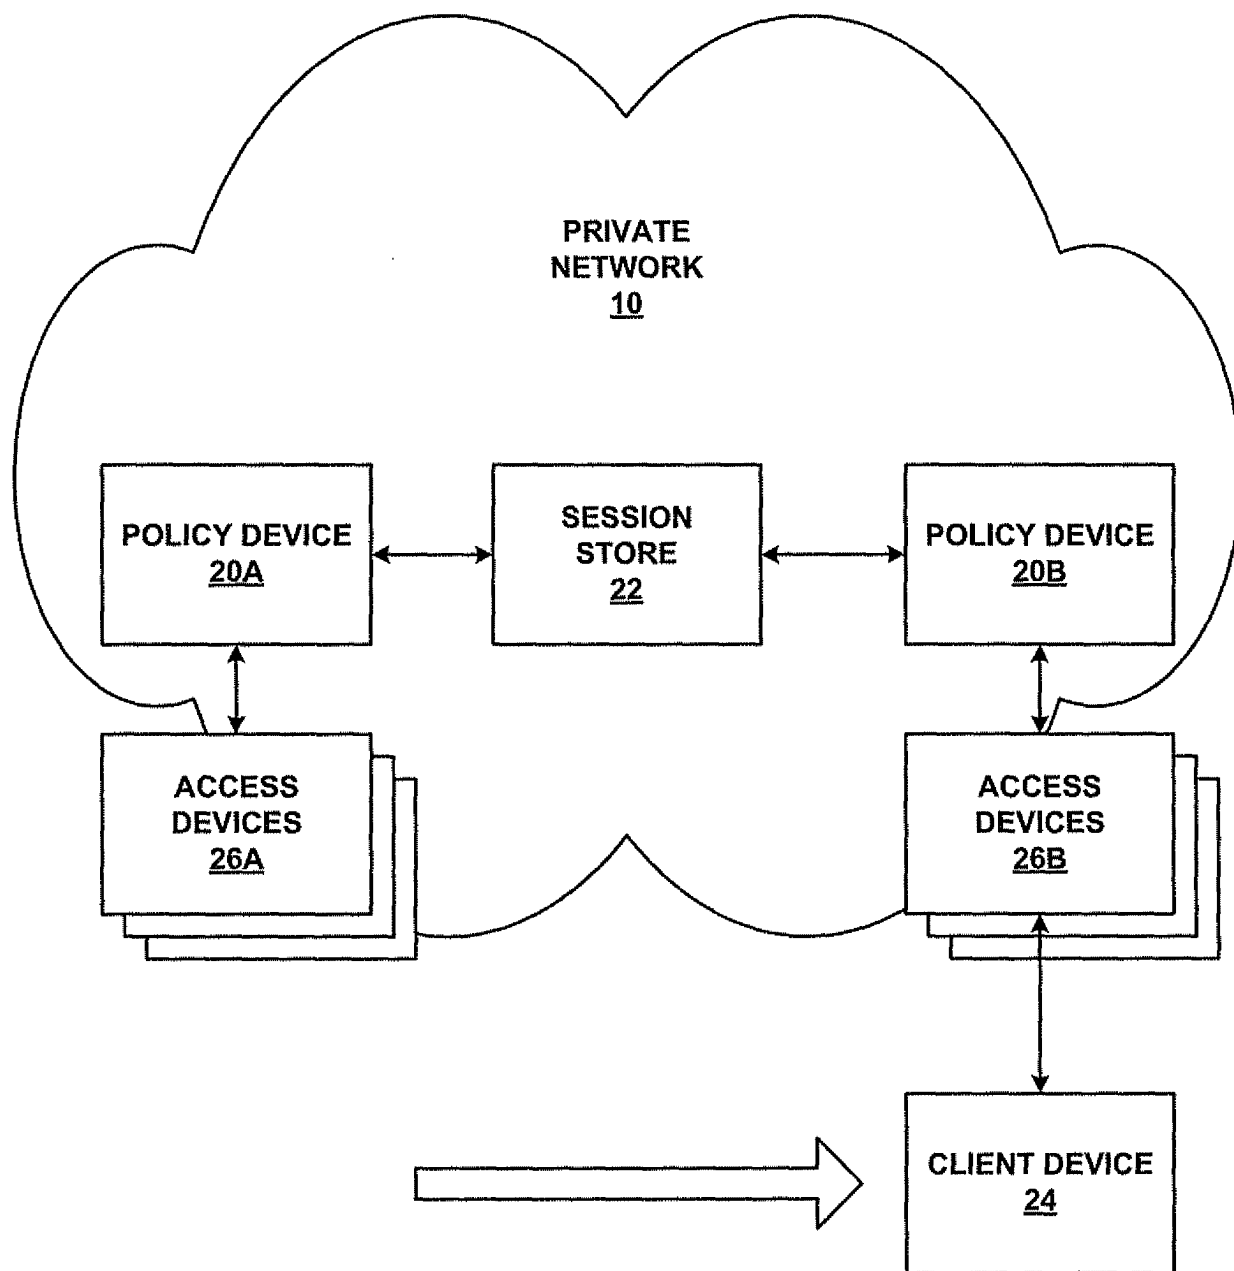 PRIVATE
NETWORK
10
POLICY DEVICE
20A
SESSION
STORE
22
POLICY DEVICE
20B
ACCESS
DEVICES
26A
ACCESS
DEVICES
26B
CLIENT DEVICE
24